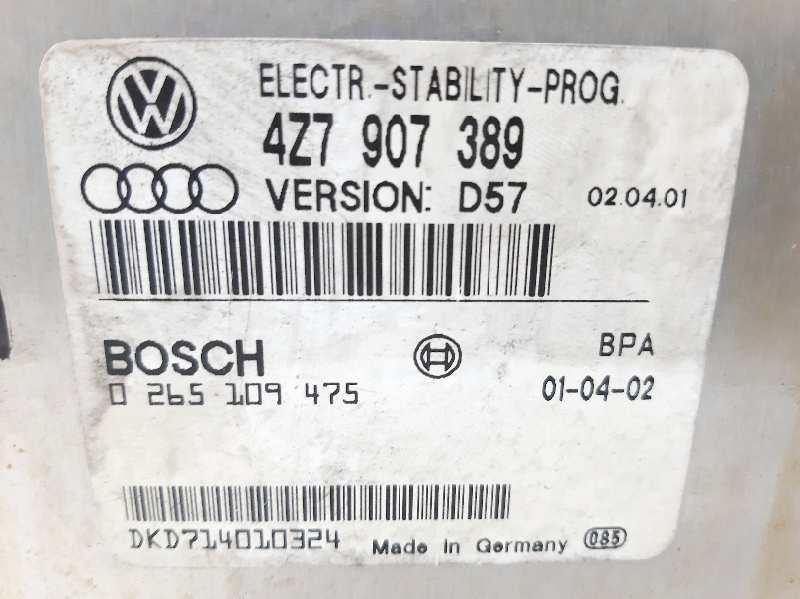 ELECTR.-STABILITY-PROG.
4Z7 907 389
VERSION: D57 02.04.01
BOSCH BPA
0 265 109 475 01-04-02
DKD714010324 Made In Germany 085